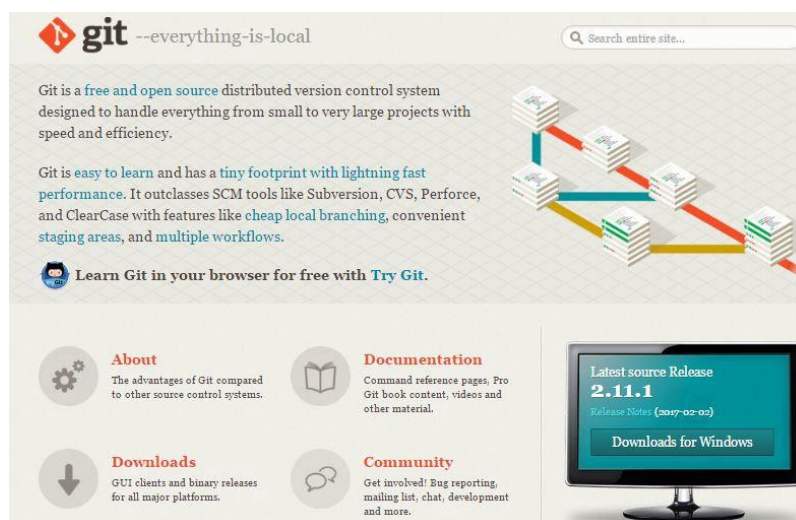 git --everything-is-local
Search entire site...
Git is a free and open source distributed version control system
designed to handle everything from small to very large projects with
speed and efficiency.
Git is easy to learn and has a tiny footprint with lightning fast
performance. It outclasses SCM tools like Subversion, CVS, Perforce,
and ClearCase with features like cheap local branching, convenient
staging areas, and multiple workflows.
Learn Git in your browser for free with Try Git.
About
The advantages of Git compared
to other source control systems.
Documentation
Command reference pages, Pro
Git book content, videos and
other material.
Downloads
GUI clients and binary releases
for all major platforms.
Community
Get involved! Bug reporting,
mailing list, chat, development
and more.
Latest source Release
2.11.1
Release Notes (2017-02-02)
Downloads for Windows